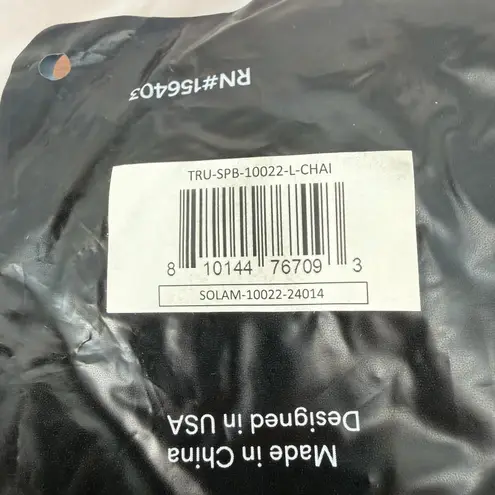 RN#156403
TRU-SPB-10022-L-CHAI
8 10144 76709 3
SOLAM-10022-24014
Designed in USA
Made in China